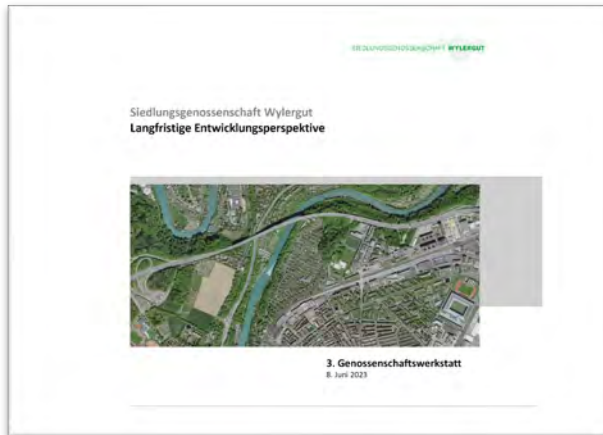 SIEDLUNGSGENOSSENSCHAFT WYLERGUT
Siedlungsgenossenschaft Wylergut
Langfristige Entwicklungsperspektive
3. Genossenschaftswerkstatt
8. Juni 2023